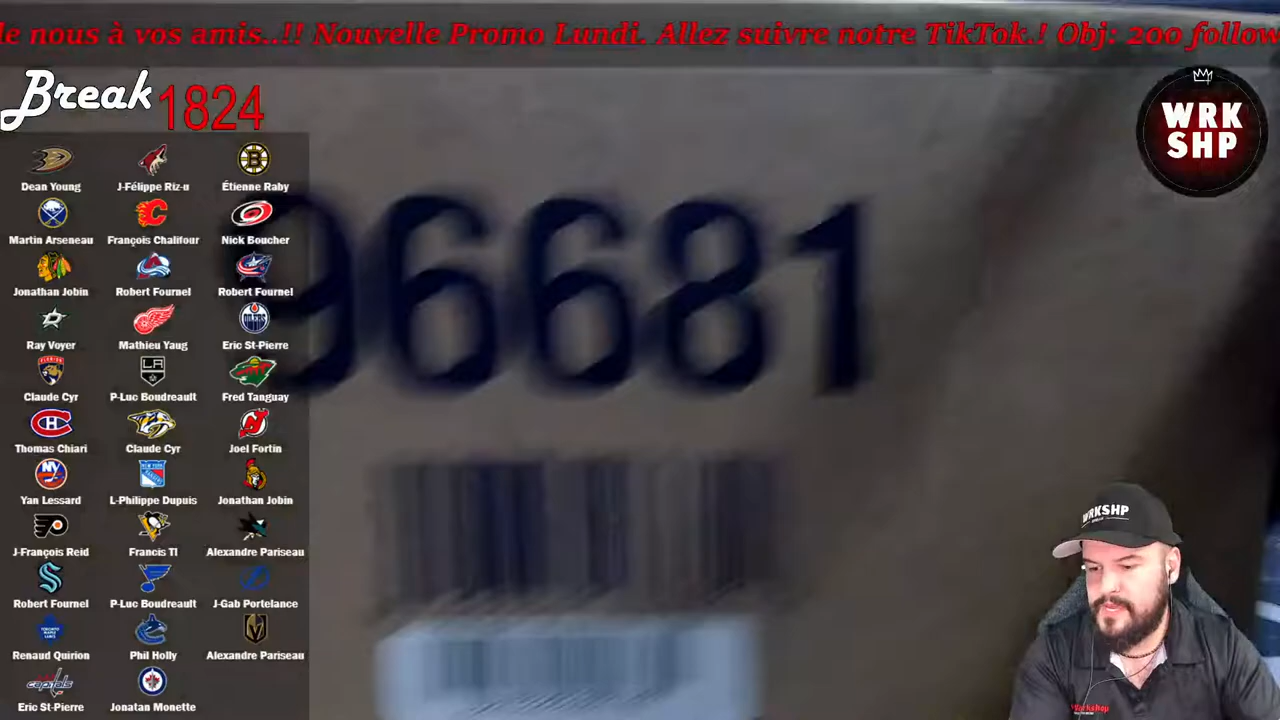 le nous à vos amis..!! Nouvelle Promo Lundi. Allez suivre notre TikTok.! Obj: 200 follow
Break 1824
WRK
SHP
Dean Young J-Félippe Riz-u Étienne Raby
Martin Arseneau François Chalifour Nick Boucher
Jonathan Jobin Robert Fournel Robert Fournel
Ray Voyer Mathieu Yaug Eric St-Pierre
Claude Cyr P-Luc Boudreault Fred Tanguay
Thomas Chiari Claude Cyr Joel Fortin
Yan Lessard L-Philippe Dupuis Jonathan Jobin
J-François Reid Francis Tl Alexandre Pariseau
Robert Fournel P-Luc Boudreault J-Gab Portelance
Renaud Quirion Phil Holly Alexandre Pariseau
capitals
Eric St-Pierre Jonatan Monette
96681
WRKSHP
Workshop